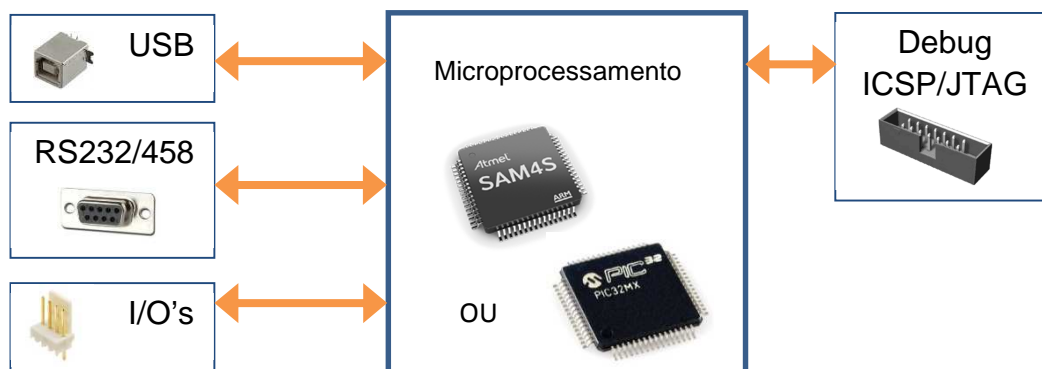 USB
RS232/458
I/O's
Microprocessamento
Atmel
SAM4S
ARM
OU
PIC32
PIC32MX
Debug
ICSP/JTAG